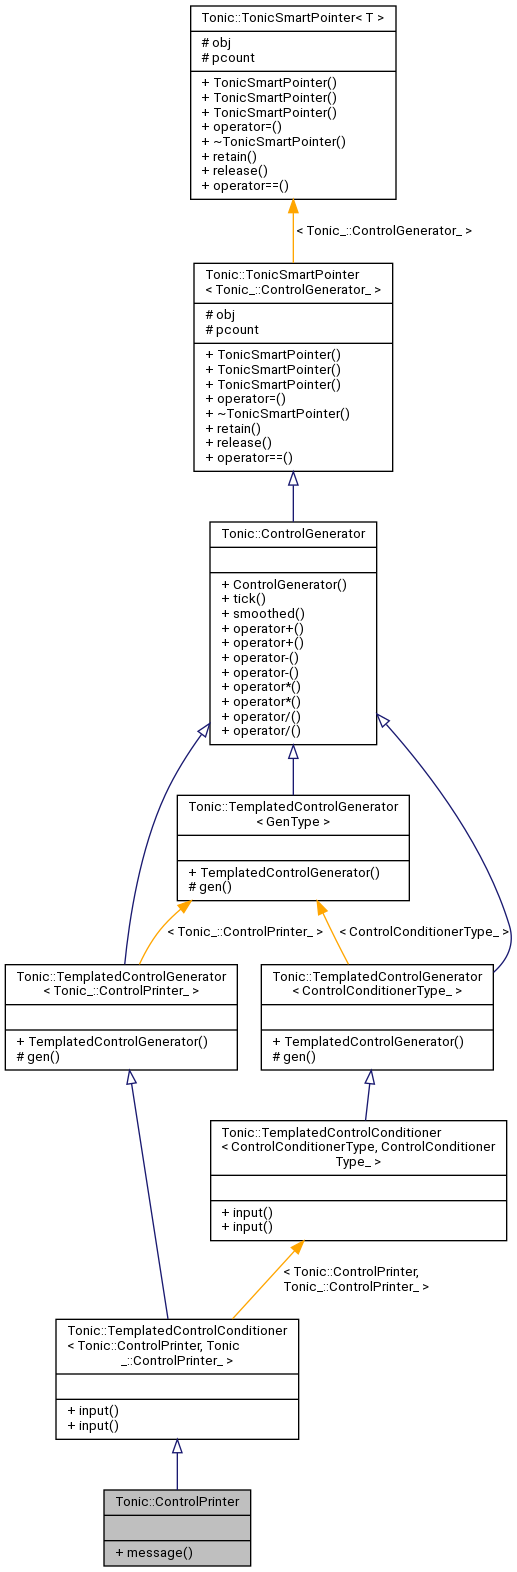 Tonic::TonicSmartPointer< T >
# obj
# pcount
+ TonicSmartPointer()
+ TonicSmartPointer()
+ TonicSmartPointer()
+ operator=()
+ ~TonicSmartPointer()
+ retain()
+ release()
+ operator==()
< Tonic_::ControlGenerator_ >
Tonic::TonicSmartPointer
< Tonic_::ControlGenerator_ >
# obj
# pcount
+ TonicSmartPointer()
+ TonicSmartPointer()
+ TonicSmartPointer()
+ operator=()
+ ~TonicSmartPointer()
+ retain()
+ release()
+ operator==()
Tonic::ControlGenerator
+ ControlGenerator()
+ tick()
+ smoothed()
+ operator+()
+ operator+()
+ operator-()
+ operator-()
+ operator*()
+ operator*()
+ operator/()
+ operator/()
Tonic::TemplatedControlGenerator
< GenType >
+ TemplatedControlGenerator()
# gen()
< Tonic_::ControlPrinter_ >
< ControlConditionerType_ >
Tonic::TemplatedControlGenerator
< Tonic_::ControlPrinter_ >
+ TemplatedControlGenerator()
# gen()
Tonic::TemplatedControlGenerator
< ControlConditionerType_ >
+ TemplatedControlGenerator()
# gen()
Tonic::TemplatedControlConditioner
< ControlConditionerType, ControlConditioner
Type_ >
+ input()
+ input()
< Tonic::ControlPrinter,
Tonic_::ControlPrinter_ >
Tonic::TemplatedControlConditioner
< Tonic::ControlPrinter, Tonic
_::ControlPrinter_ >
+ input()
+ input()
Tonic::ControlPrinter
+ message()